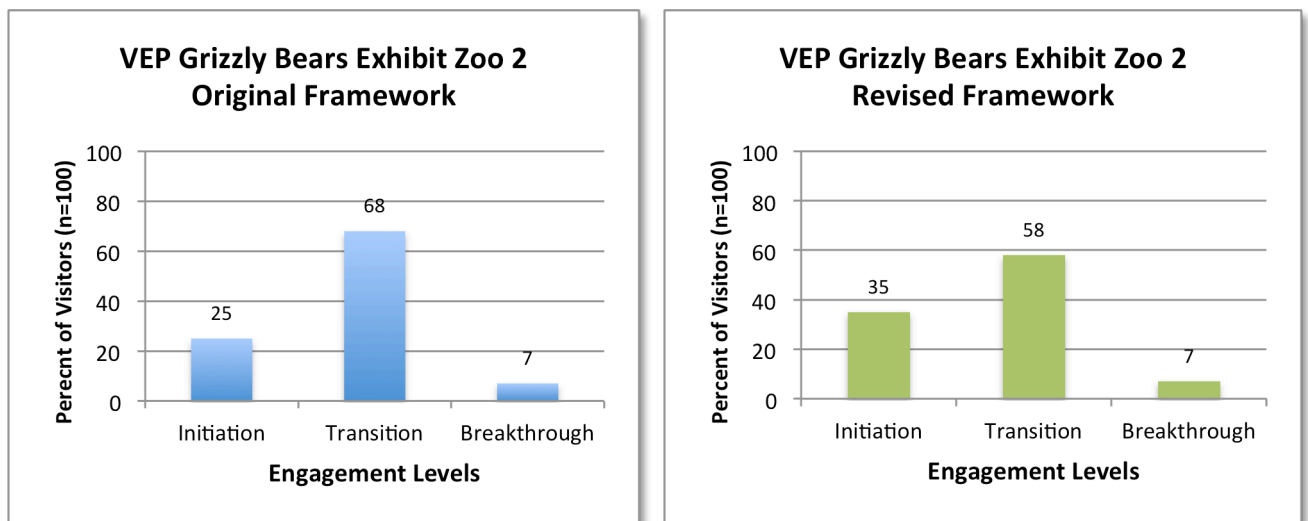 VEP Grizzly Bears Exhibit Zoo 2
Original Framework
Perecnt of Visitors (n=100)
100
80
60
40
20
0
25
68
7
Initiation Transition Breakthrough
Engagement Levels
VEP Grizzly Bears Exhibit Zoo 2
Revised Framework
Percent of Visitors (n=100)
100
80
60
40
20
0
35
58
7
Initiation Transition Breakthrough
Engagement Levels